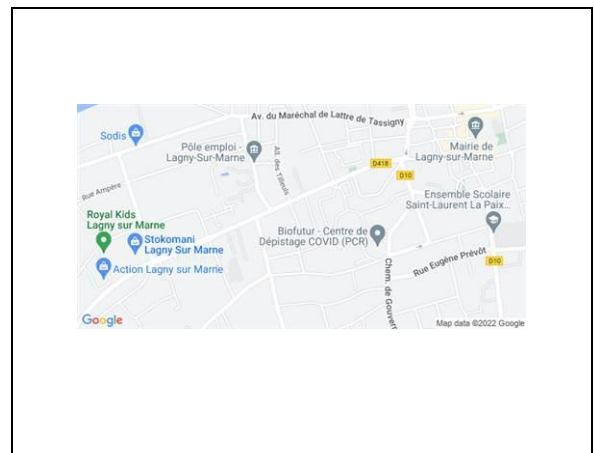 Av. du Maréchal de Lattre de Tassigny
Sodis
Pôle emploi -
Lagny-Sur-Marne
All. des Tilleuls
Mairie de
Lagny-sur-Marne
D418
D10
Rue Ampère
Ensemble Scolaire
Saint-Laurent La Paix...
Royal Kids
Lagny sur Marne
Stokomani
Lagny Sur Marne
Biofutur - Centre de
Dépistage COVID (PCR)
Action Lagny sur Marne
Rue Eugène Prévôt
D10
Chem. de Gouvern
Google
Map data ©2022 Google